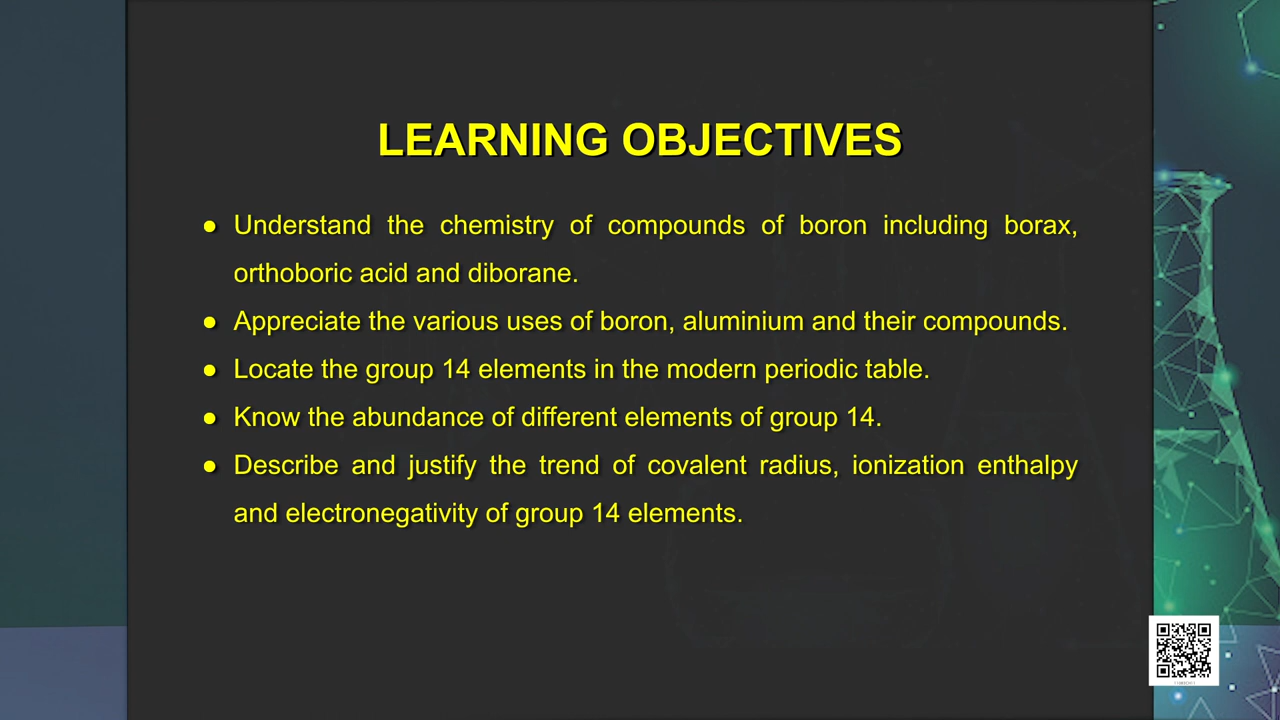 LEARNING OBJECTIVES
● Understand the chemistry of compounds of boron including borax,
orthoboric acid and diborane.
● Appreciate the various uses of boron, aluminium and their compounds.
● Locate the group 14 elements in the modern periodic table.
● Know the abundance of different elements of group 14.
● Describe and justify the trend of covalent radius, ionization enthalpy
and electronegativity of group 14 elements.